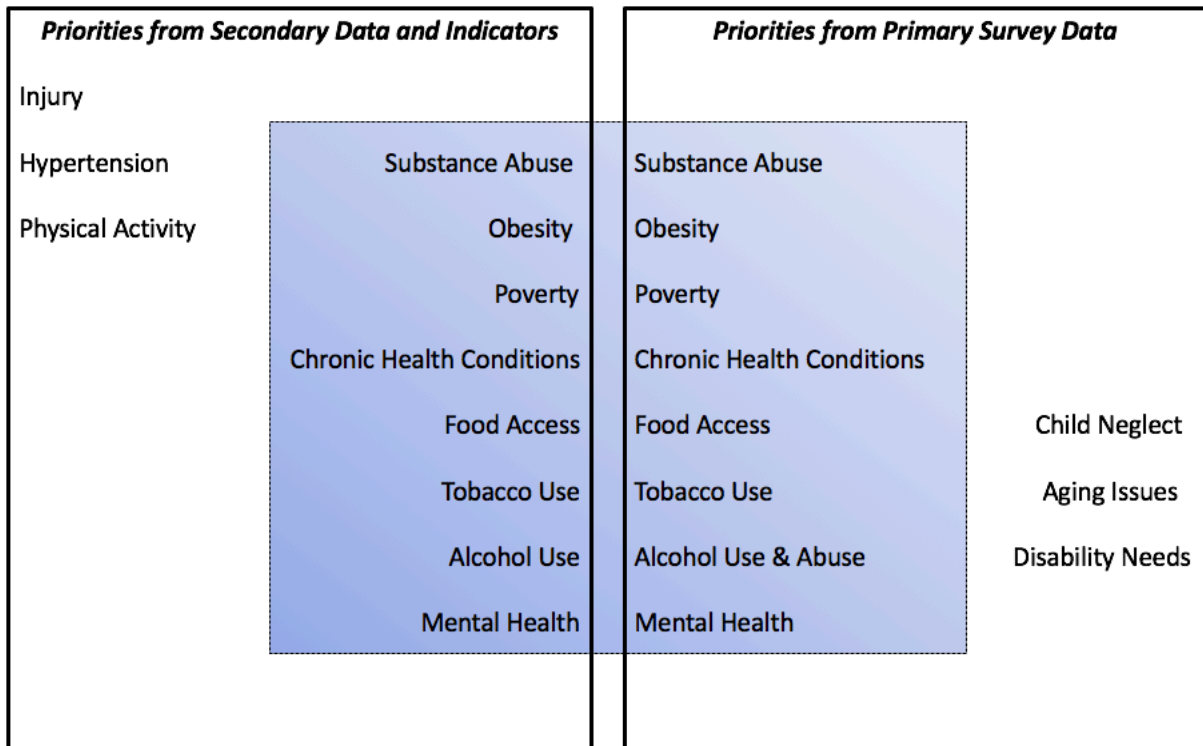 Priorities from Secondary Data and Indicators
Injury
Hypertension
Physical Activity
Substance Abuse
Obesity
Poverty
Chronic Health Conditions
Food Access
Tobacco Use
Alcohol Use
Mental Health
Priorities from Primary Survey Data
Substance Abuse
Obesity
Poverty
Chronic Health Conditions
Food Access
Tobacco Use
Alcohol Use & Abuse
Mental Health
Child Neglect
Aging Issues
Disability Needs